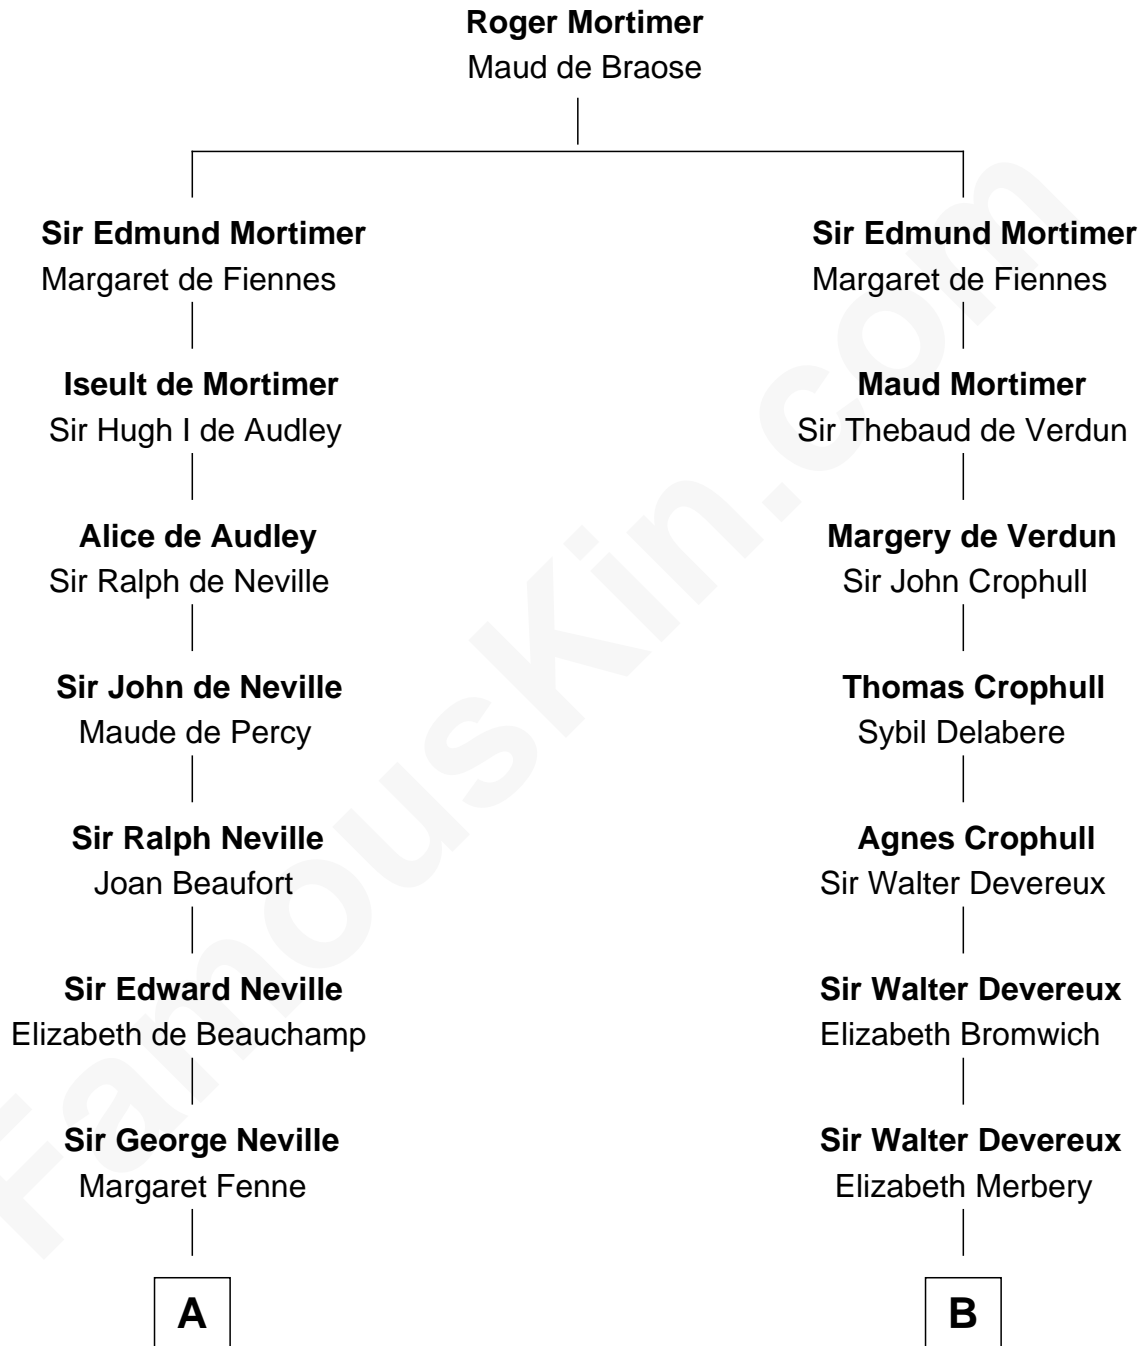 Roger Mortimer
Maud de Braose
Sir Edmund Mortimer
Margaret de Fiennes
Sir Edmund Mortimer
Margaret de Fiennes
Iseult de Mortimer
Sir Hugh I de Audley
Maud Mortimer
Sir Thebaud de Verdun
Alice de Audley
Sir Ralph de Neville
Margery de Verdun
Sir John Crophull
Sir John de Neville
Maude de Percy
Thomas Crophull
Sybil Delabere
Sir Ralph Neville
Joan Beaufort
Agnes Crophull
Sir Walter Devereux
Sir Edward Neville
Elizabeth de Beauchamp
Sir Walter Devereux
Elizabeth Bromwich
Sir George Neville
Margaret Fenne
Sir Walter Devereux
Elizabeth Merbery
A
B
FamousKin.com